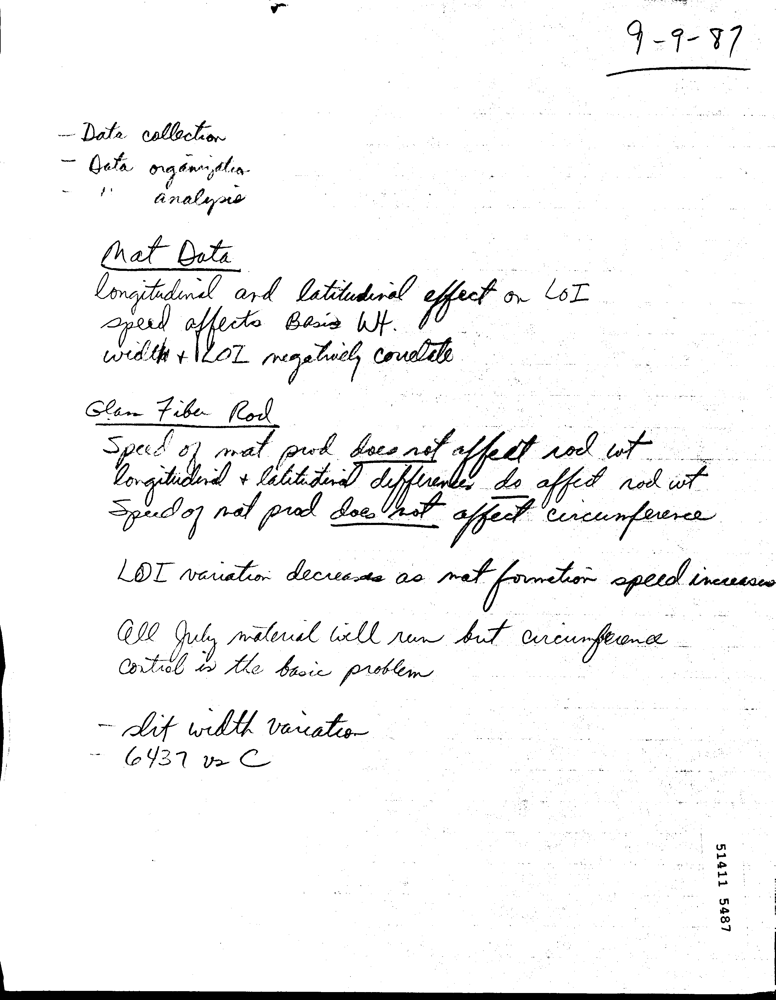 9-9-87
- Data collection
- Data organization
- " analysis
Mat Data
longitudinal and latitudinal effect on LOI
speed affects Basis Wt.
width + LOI negatively correlate
Glass Fiber Rod
Speed of mat prod does not affect rod wt
longitudinal + latitudinal differences do affect rod wt
Speed of mat prod does not affect circumference
LOI variation decreases as mat formation speed increases
All July material will run but circumference
control is the basic problem
- slit width variation
- 6437 vs C
51411 5487